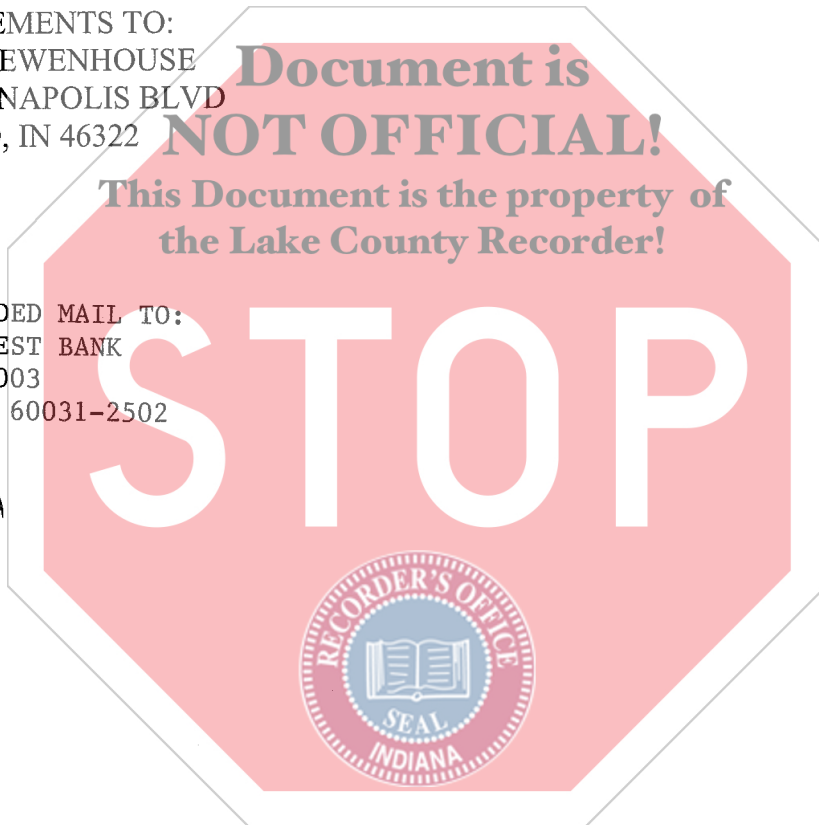 EMENTS TO:
EWENHOUSE
NAPOLIS BLVD
, IN 46322
Document is
NOT OFFICIAL!
This Document is the property of
the Lake County Recorder!
DED MAIL TO:
EST BANK
003
60031-2502
STOP
RECORDER'S OFFICE
SEAL
INDIANA